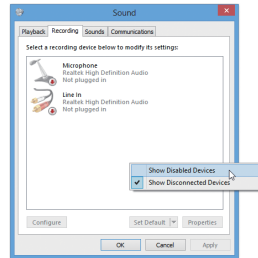 Sound
Playback Recording Sounds Communications
Select a recording device below to modify its settings:
Microphone
Realtek High Definition Audio
Not plugged in
Line In
Realtek High Definition Audio
Not plugged in
Show Disabled Devices
Show Disconnected Devices
Configure Set Default Properties
OK Cancel Apply